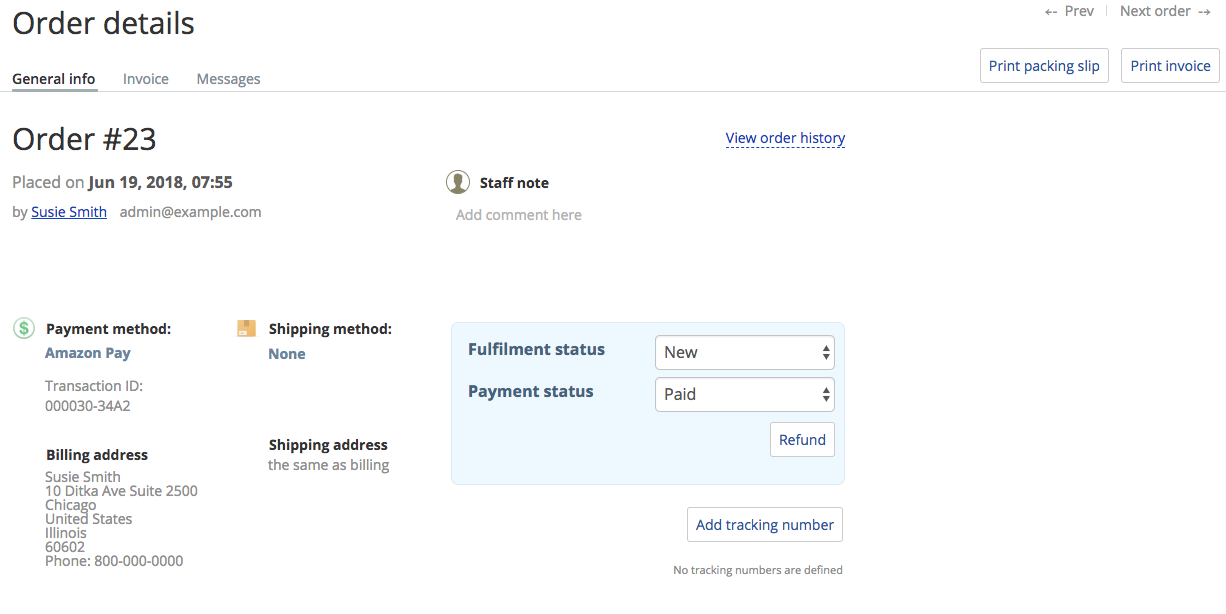 Order details
← Prev | Next order →
General info Invoice Messages
Print packing slip Print invoice
Order #23
View order history
Placed on Jun 19, 2018, 07:55
by Susie Smith admin@example.com
Staff note
Add comment here
$ Payment method:
Amazon Pay
Transaction ID:
000030-34A2
Shipping method:
None
Billing address
Susie Smith
10 Ditka Ave Suite 2500
Chicago
United States
Illinois
60602
Phone: 800-000-0000
Shipping address
the same as billing
Fulfilment status New
Payment status Paid
Refund
Add tracking number
No tracking numbers are defined